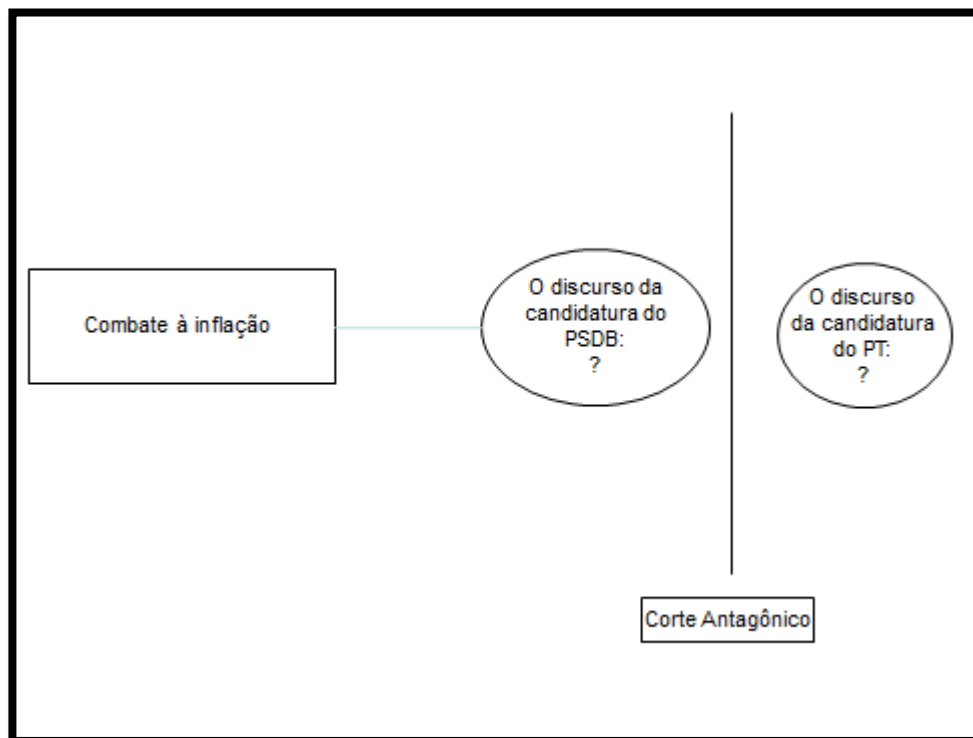 Combate à inflação
O discurso da
candidatura do
PSDB:
?
O discurso
da candidatura
do PT:
?
Corte Antagônico